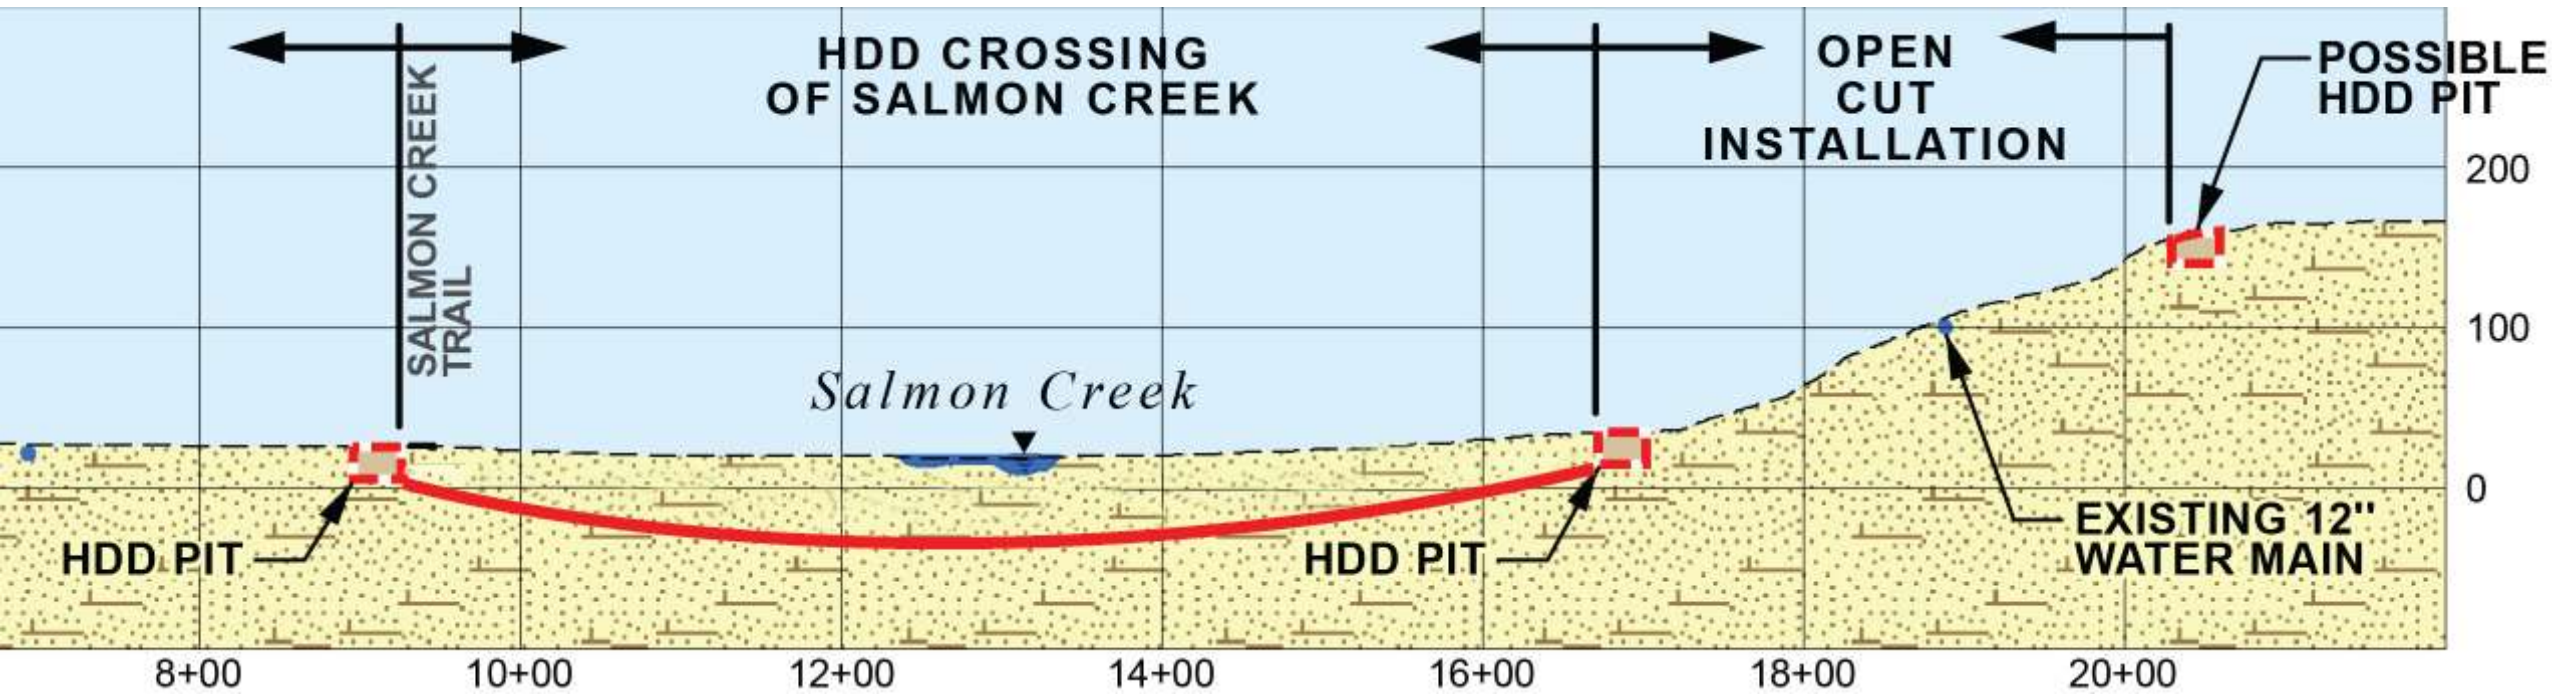 HDD CROSSING
OF SALMON CREEK
OPEN
CUT
INSTALLATION
POSSIBLE
HDD PIT
SALMON CREEK
TRAIL
200
100
0
Salmon Creek
HDD PIT
HDD PIT
EXISTING 12"
WATER MAIN
8+00
10+00
12+00
14+00
16+00
18+00
20+00